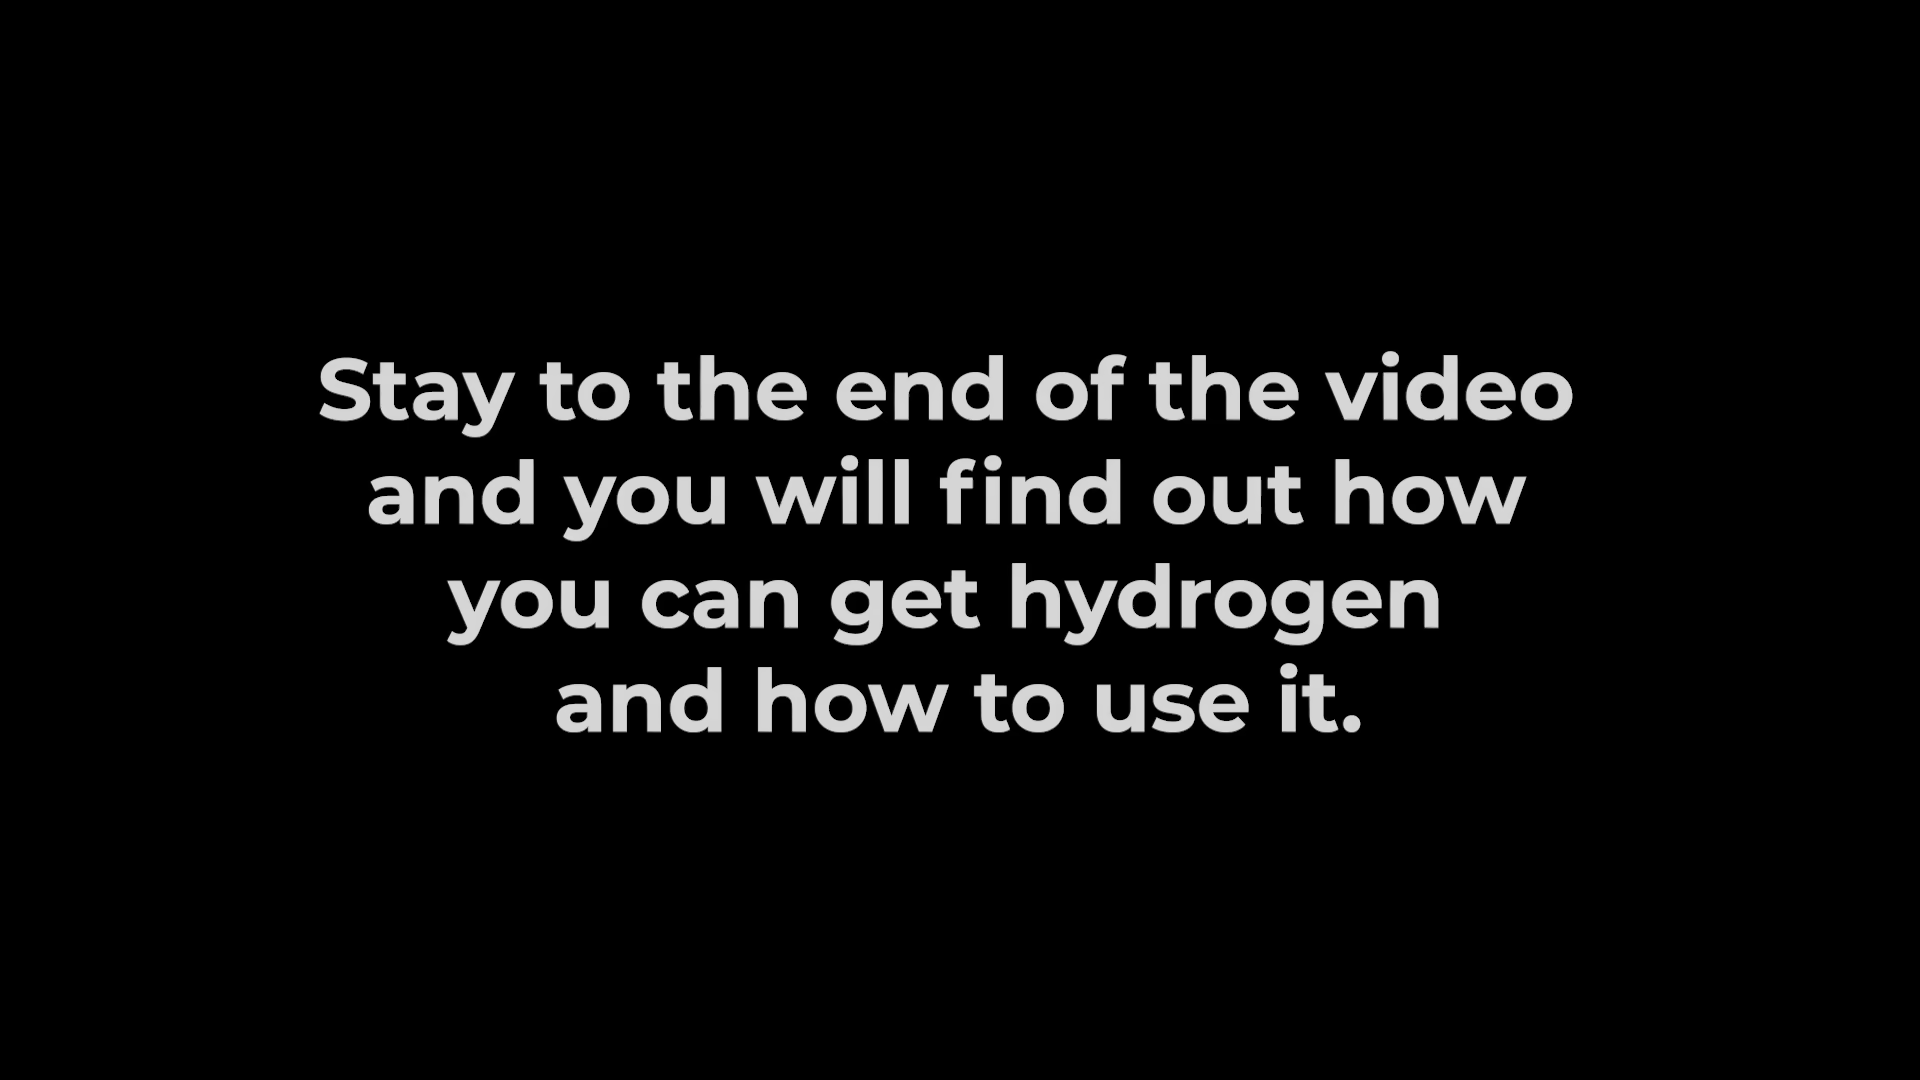 Stay to the end of the video
and you will find out how
you can get hydrogen
and how to use it.